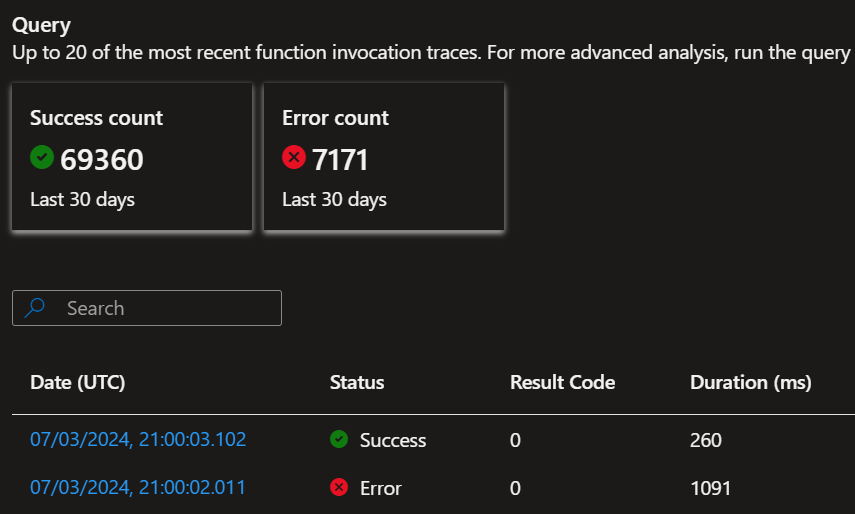 Query
Up to 20 of the most recent function invocation traces. For more advanced analysis, run the query
Success count
69360
Last 30 days
Error count
7171
Last 30 days
Search
Date (UTC) Status Result Code Duration (ms)
07/03/2024, 21:00:03.102 Success 0 260
07/03/2024, 21:00:02.011 Error 0 1091